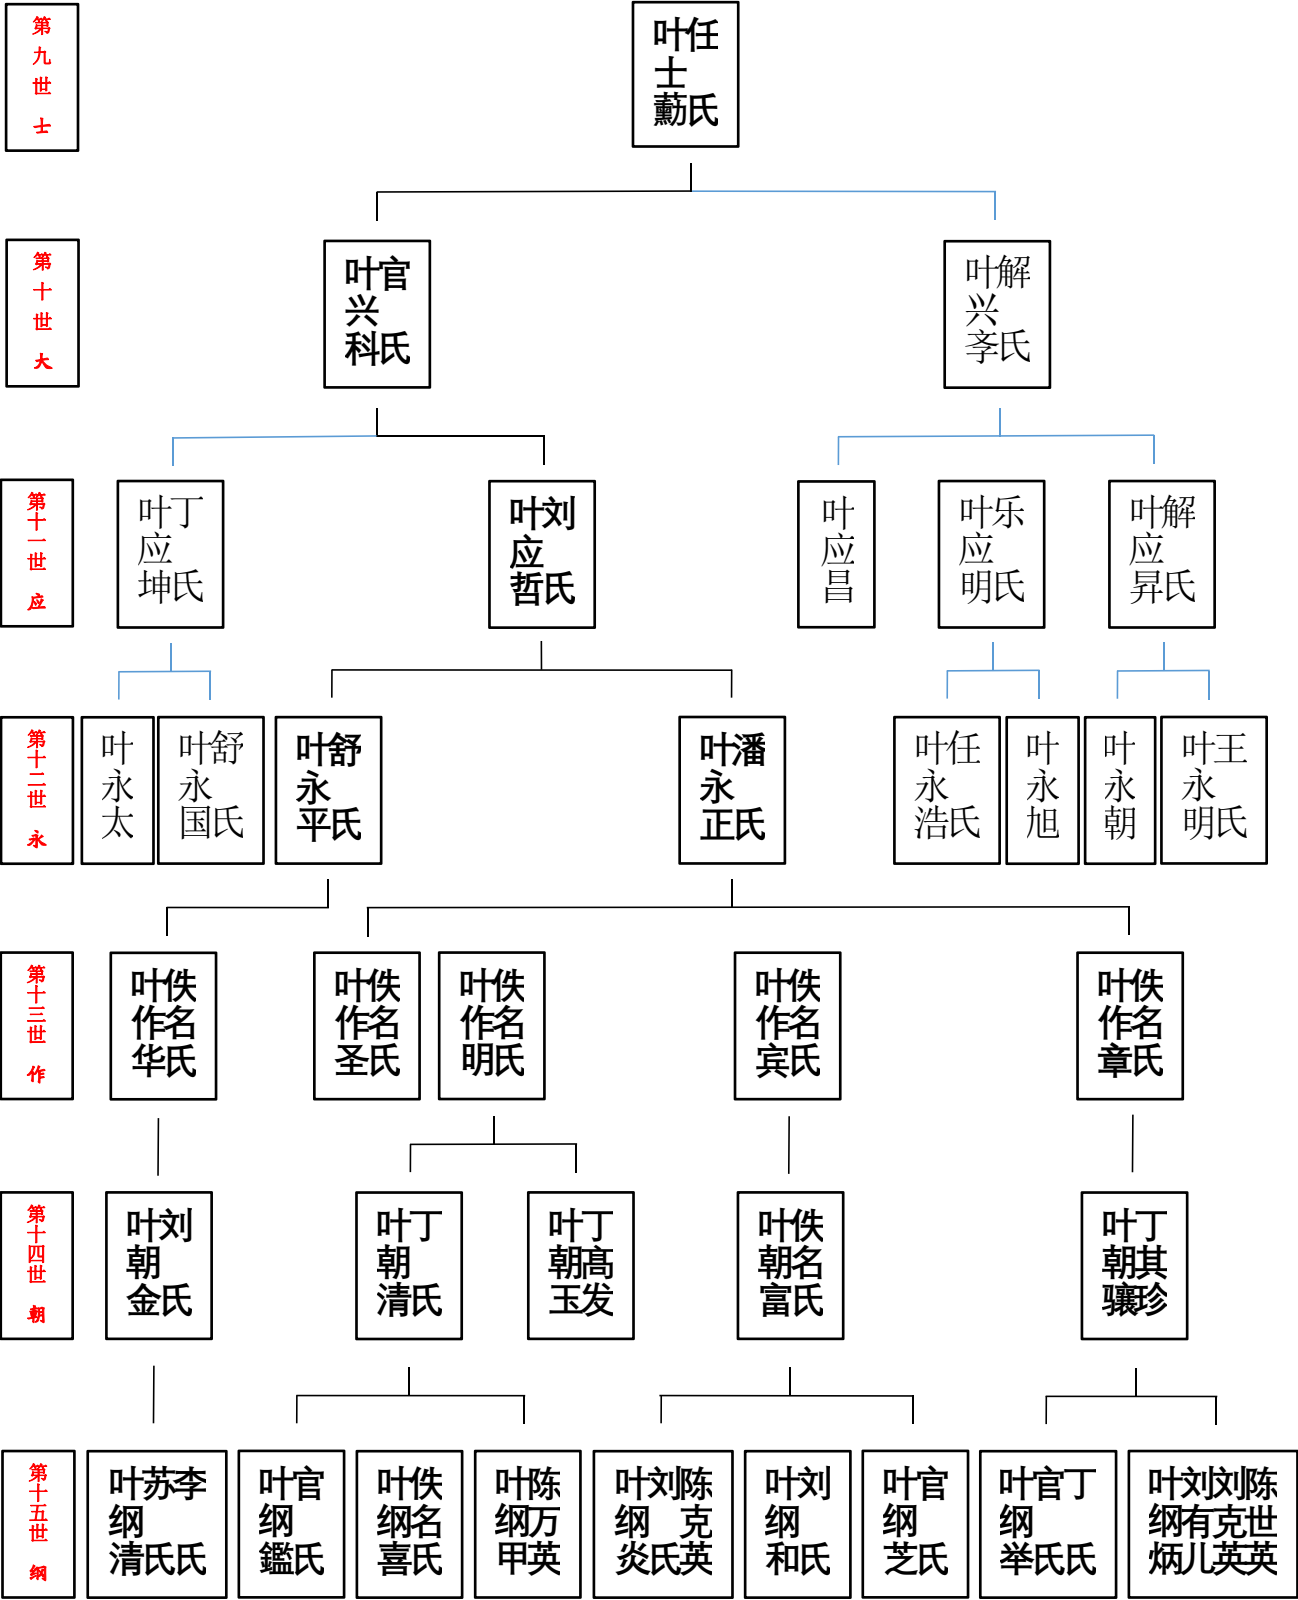 第九世 士
叶士蘍
任氏
第十世 大
叶兴科
官氏
叶兴斈
解氏
第十一世 应
叶应坤
丁氏
叶应哲
刘氏
叶应昌
叶应明
乐氏
叶应昇
解氏
第十二世 永
叶永太
叶永国
舒氏
叶永平
舒氏
叶永正
潘氏
叶永浩
任氏
叶永旭
叶永朝
叶永明
王氏
第十三世 作
叶作华
佚名氏
叶作圣
佚名氏
叶作明
佚名氏
叶作宾
佚名氏
叶作章
佚名氏
第十四世 朝
叶朝金
刘氏
叶朝清
丁氏
叶朝玉
丁髙发
叶朝富
佚名氏
叶朝骧
丁其珍
第十五世 纲
叶纲清
苏氏
李氏
叶纲鑑
官氏
叶纲喜
佚名氏
叶纲甲
陈万英
叶纲炎
刘氏
陈克英
叶纲和
刘氏
叶纲芝
官氏
叶纲举
官氏
丁氏
叶纲炳
刘有儿
刘克英
陈世英